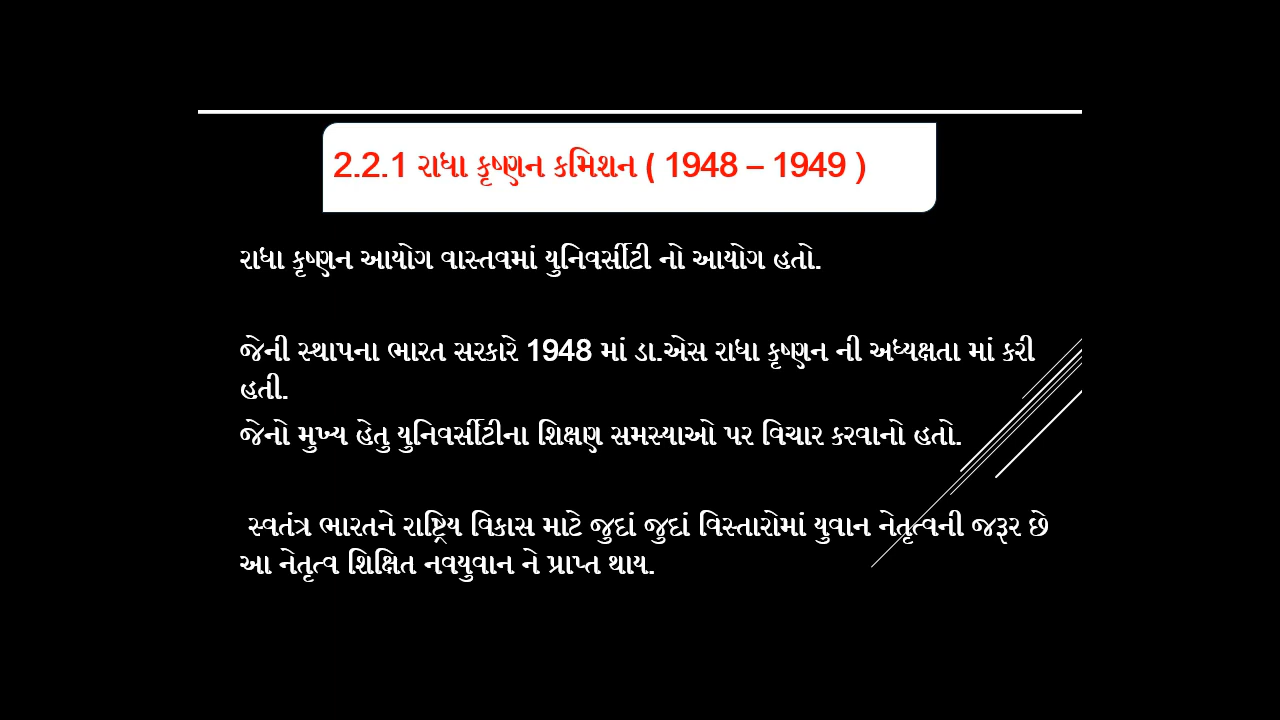 2.2.1 રાધા કૃષ્ણન કમિશન ( 1948 – 1949 )
રાધા કૃષ્ણન આયોગ વાસ્તવમાં યુનિવર્સીટી નો આયોગ હતો.
જેની સ્થાપના ભારત સરકારે 1948 માં ડા.એસ રાધા કૃષ્ણન ની અધ્યક્ષતા માં કરી
હતી.
જેનો મુખ્ય હેતુ યુનિવર્સીટીના શિક્ષણ સમસ્યાઓ પર વિચાર કરવાનો હતો.
સ્વતંત્ર ભારતને રાષ્ટ્રિય વિકાસ માટે જુદાં જુદાં વિસ્તારોમાં યુવાન નેતૃત્વની જરૂર છે
આ નેતૃત્વ શિક્ષિત નવયુવાન ને પ્રાપ્ત થાય.